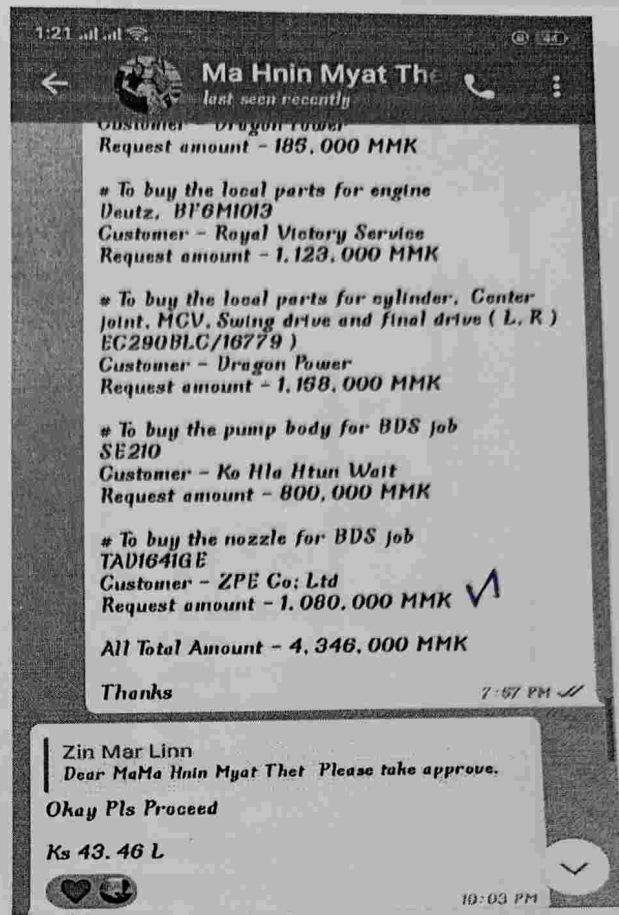 1:21
44
Ma Hnin Myat The
last seen recently
Customer - Dragon Power
Request amount - 185, 000 MMK
# To buy the local parts for engine
Deutz, BF6M1013
Customer - Royal Victory Service
Request amount - 1, 123, 000 MMK
# To buy the local parts for cylinder, Center
joint, MCV, Swing drive and final drive ( L, R )
EC290BLC/16779 )
Customer - Dragon Power
Request amount - 1, 158, 000 MMK
# To buy the pump body for BDS job
SE210
Customer - Ko Hla Htun Watt
Request amount - 800, 000 MMK
# To buy the nozzle for BDS job
TAD1641GE
Customer - ZPE Co; Ltd
Request amount - 1, 080, 000 MMK
All Total Amount - 4, 346, 000 MMK
Thanks
7:57 PM
Zin Mar Linn
Dear MaMa Hnin Myat Thet Please take approve.
Okay Pls Proceed
Ks 43. 46 L
10:03 PM